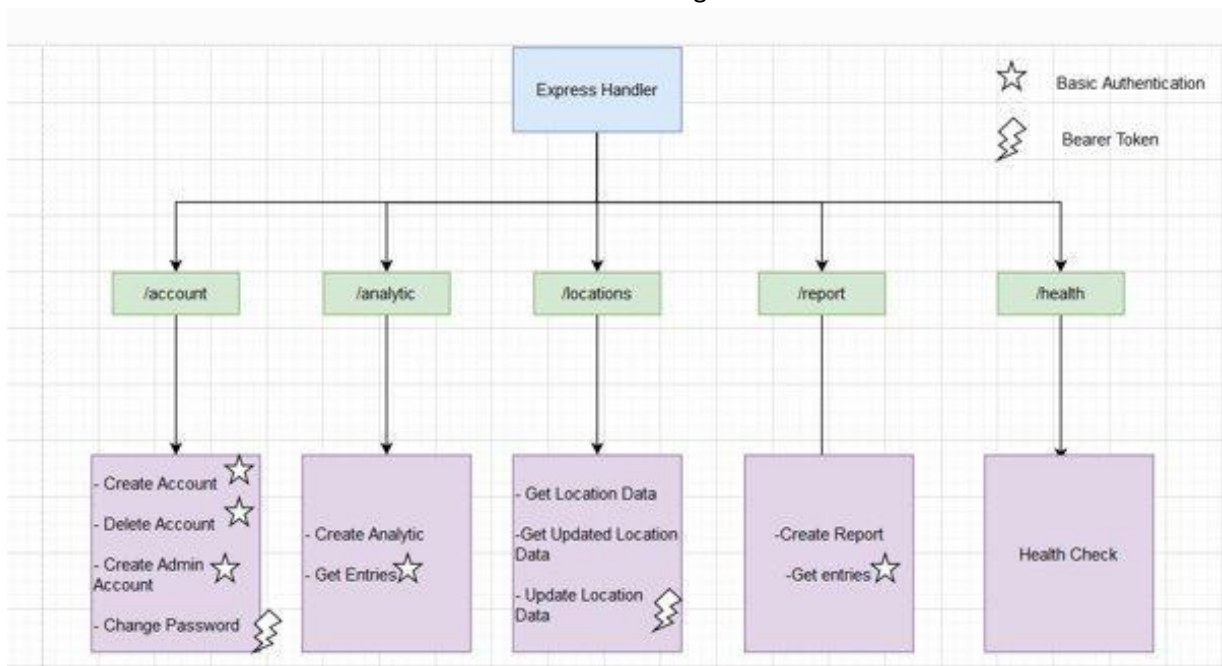 Express Handler
Basic Authentication
Bearer Token
/account
/analytic
/locations
/report
/health
- Create Account
- Delete Account
- Create Admin
Account
- Change Password
- Create Analytic
- Get Entries
- Get Location Data
-Get Updated Location
Data
- Update Location
Data
-Create Report
-Get entries
Health Check